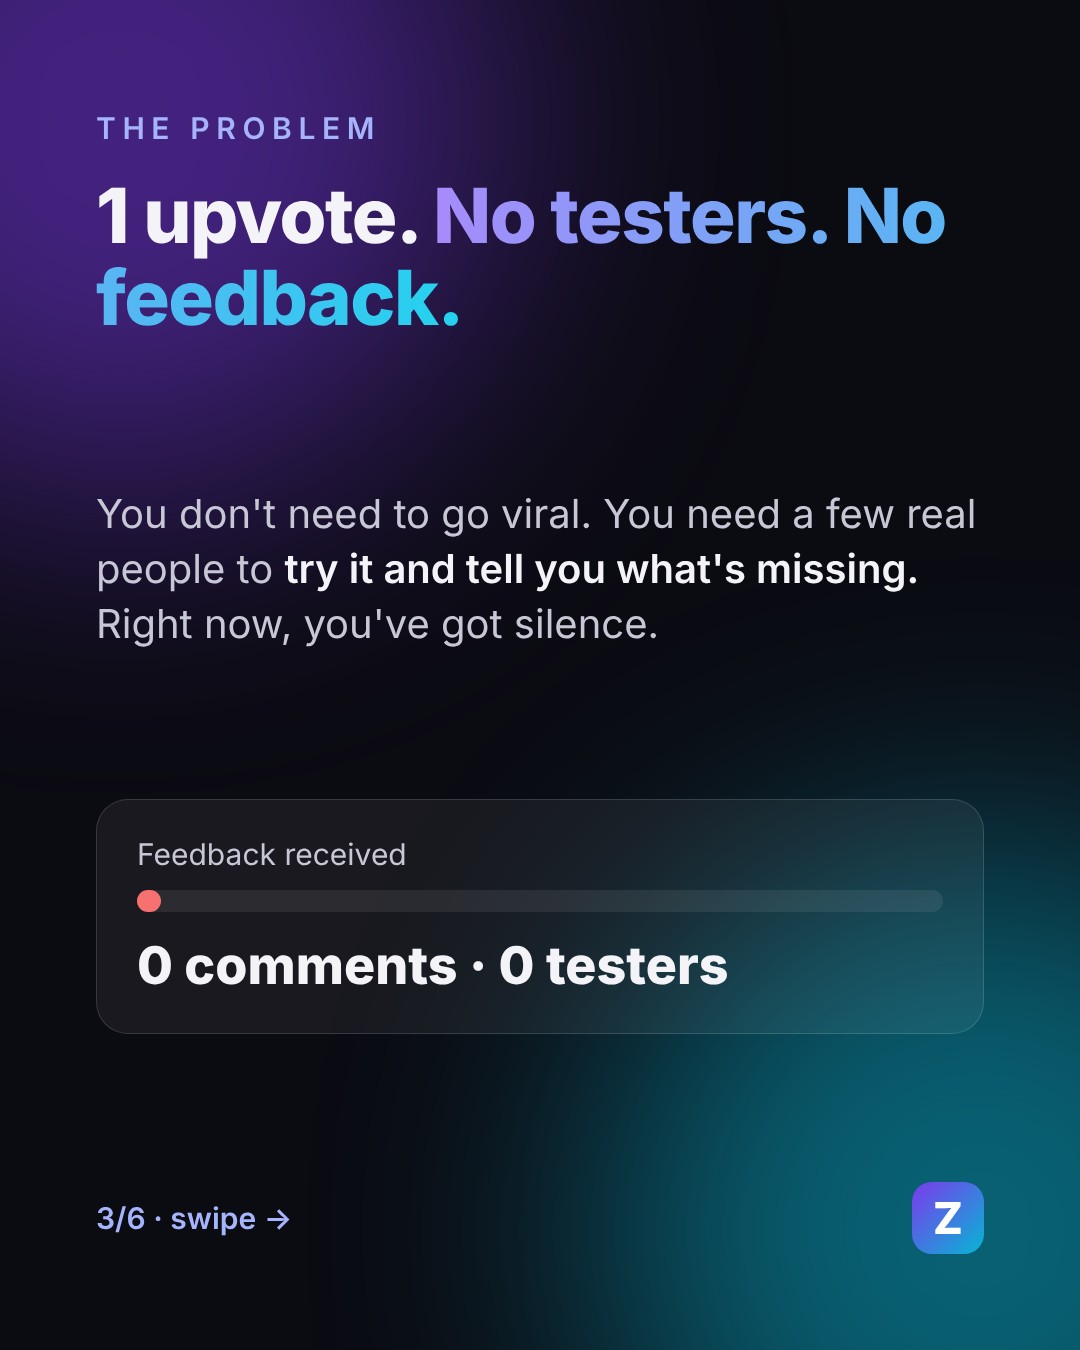 THE PROBLEM
1 upvote. No testers. No
feedback.
You don't need to go viral. You need a few real
people to try it and tell you what's missing.
Right now, you've got silence.
Feedback received
0 comments · 0 testers
3/6 · swipe →
Z